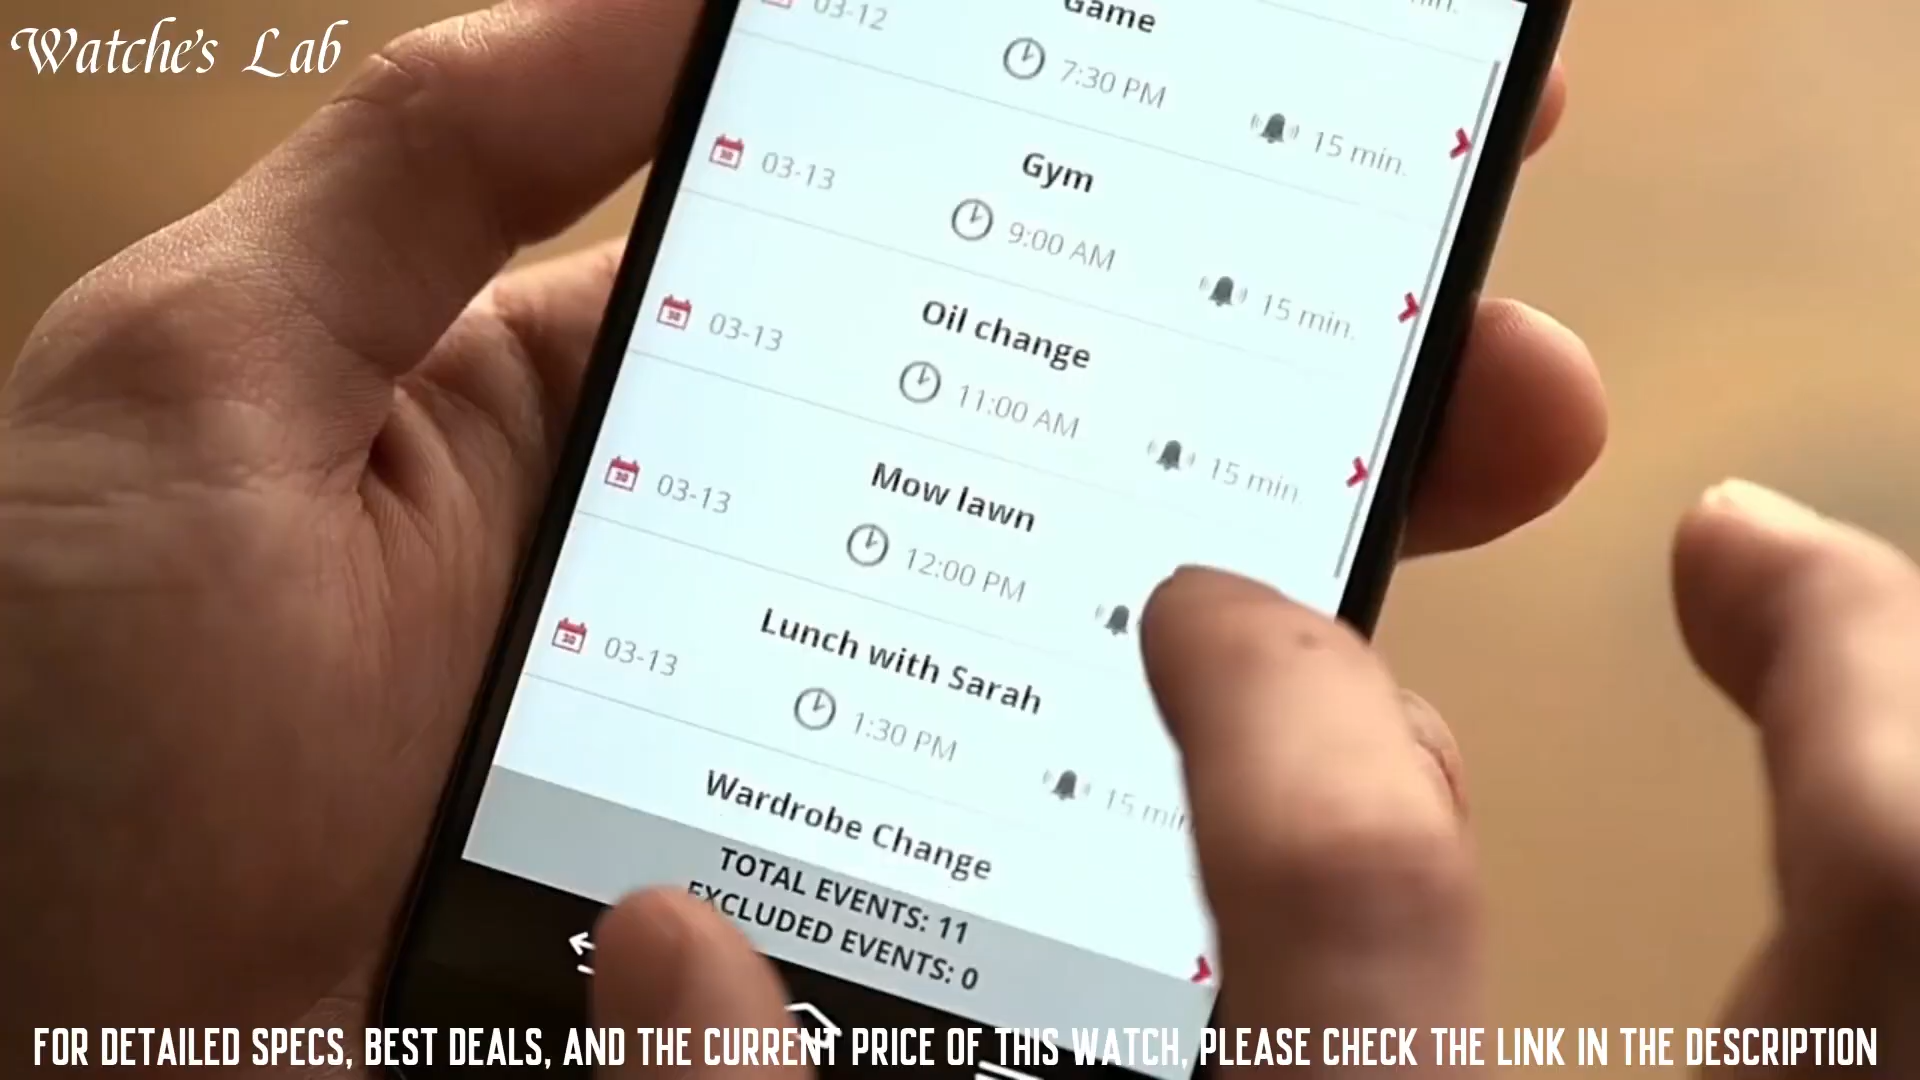 Watche's Lab
Game
03-12
7:30 PM
15 min.
Gym
03-13
9:00 AM
15 min.
Oil change
03-13
11:00 AM
15 min.
Mow lawn
03-13
12:00 PM
Lunch with Sarah
03-13
1:30 PM
15 min
Wardrobe Change
TOTAL EVENTS: 11
EXCLUDED EVENTS: 0
FOR DETAILED SPECS, BEST DEALS, AND THE CURRENT PRICE OF THIS WATCH, PLEASE CHECK THE LINK IN THE DESCRIPTION